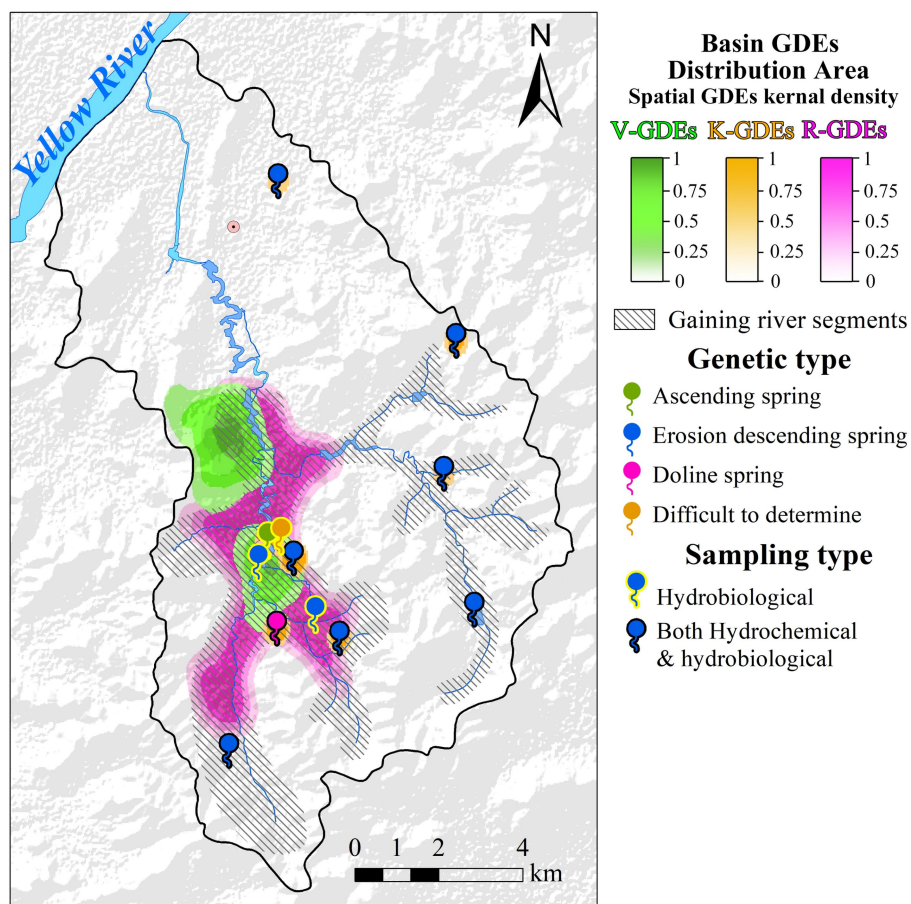 Yellow River
N
0 1 2 4
km
Basin GDEs
Distribution Area
Spatial GDEs kernal density
V-GDEs K-GDEs R-GDEs
1 1 1
0.75 0.75 0.75
0.5 0.5 0.5
0.25 0.25 0.25
0 0 0
Gaining river segments
Genetic type
Ascending spring
Erosion descending spring
Doline spring
Difficult to determine
Sampling type
Hydrobiological
Both Hydrochemical
& hydrobiological